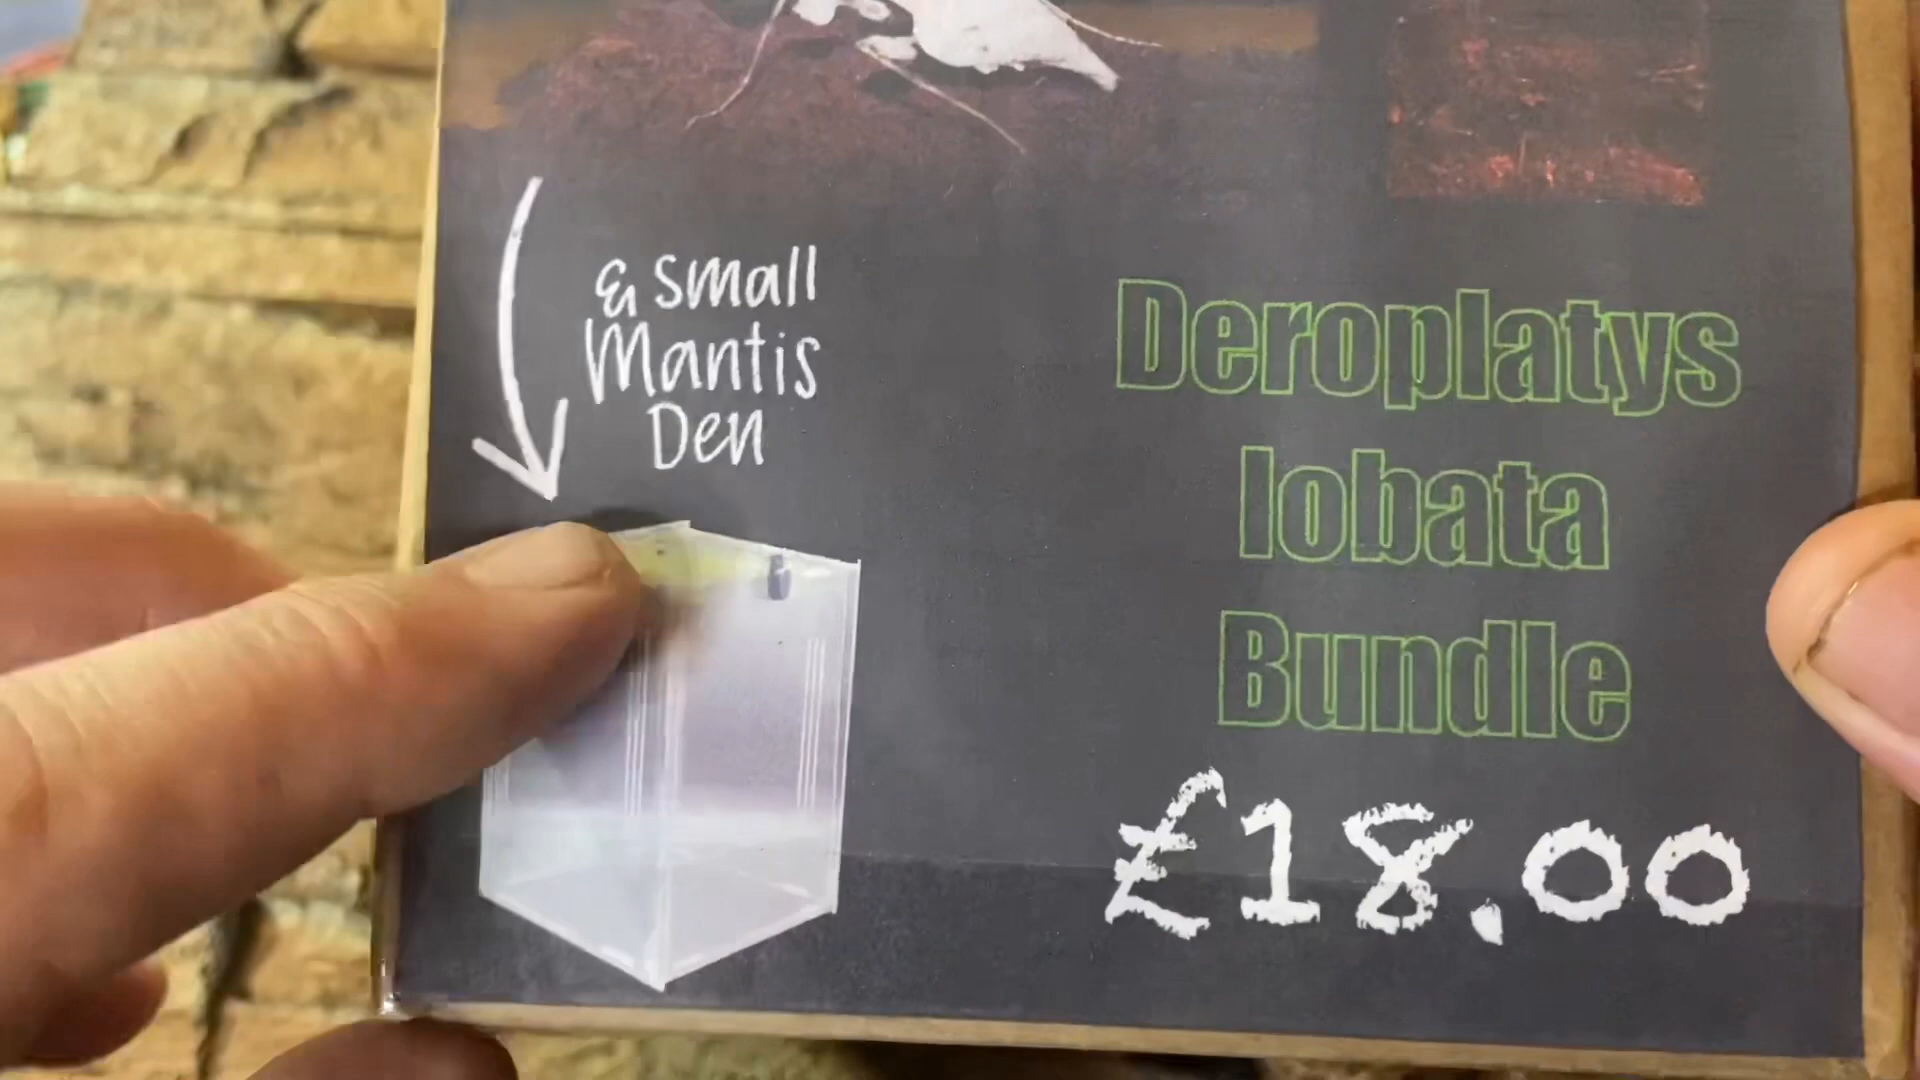 & small
Mantis
Den
Deroplatys
lobata
Bundle
£18.00